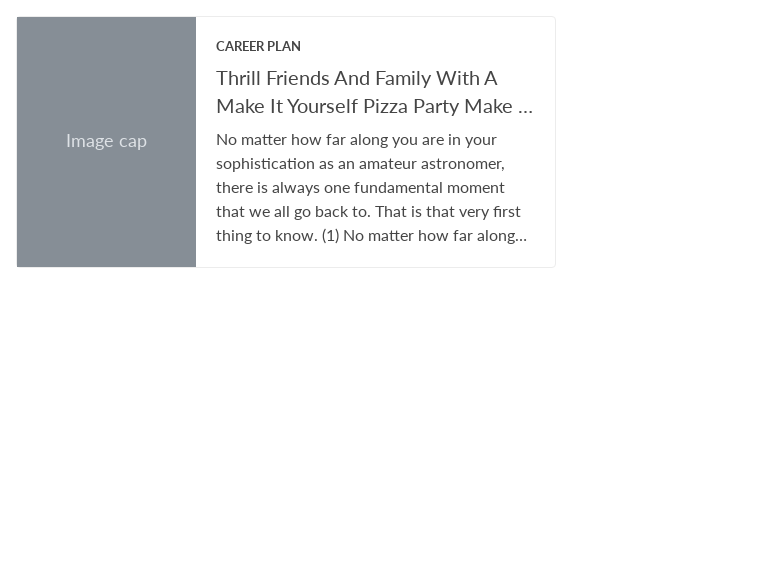 Image cap
CAREER PLAN
Thrill Friends And Family With A
Make It Yourself Pizza Party Make ...
No matter how far along you are in your
sophistication as an amateur astronomer,
there is always one fundamental moment
that we all go back to. That is that very first
thing to know. (1) No matter how far along...